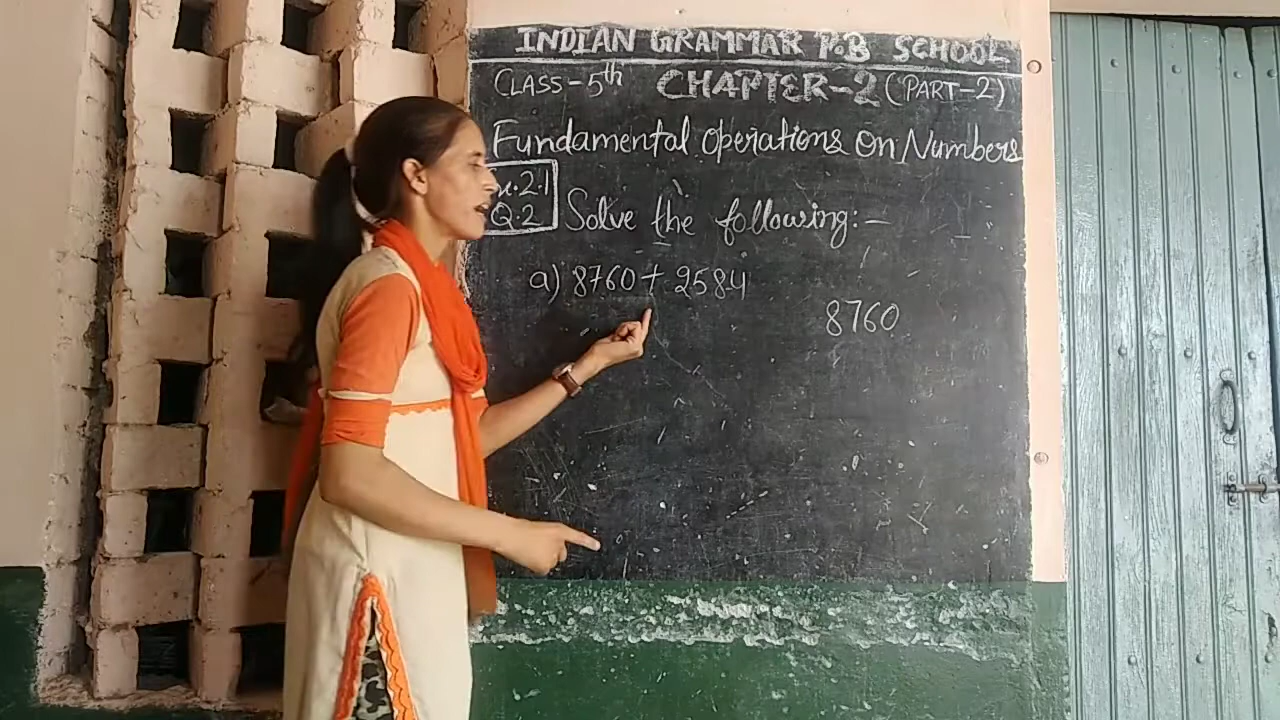 INDIAN GRAMMAR P.B SCHOOL
CLASS-5th CHAPTER-2 (PART-2)
Fundamental Operations On Numbers
x.2.1
Q.2 Solve the following:-
a) 8760+ 2584
8760